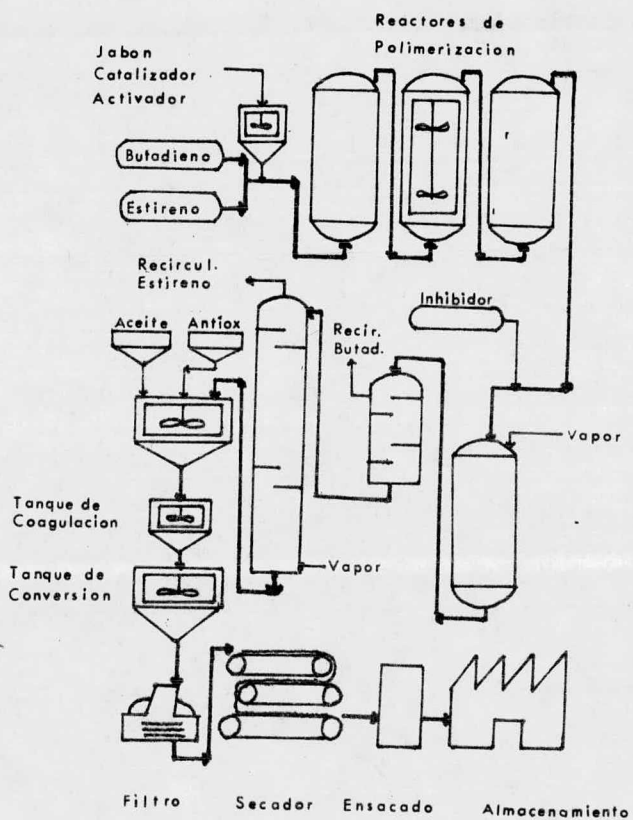 Reactores de
Polimerizacion
Jabon
Catalizador
Activador
Butadieno
Estireno
Recircul.
Estireno
Inhibidor
Aceite
Antiox
Recir.
Butad.
Vapor
Tanque de
Coagulacion
Vapor
Tanque de
Conversion
Filtro
Secador
Ensacado
Almacenamiento